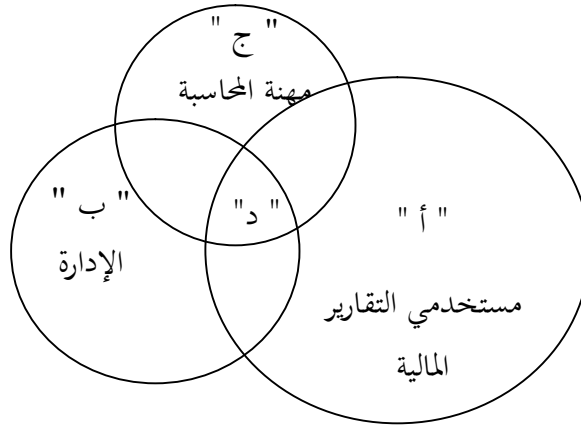 " ج "
مهنة المحاسبة
" ب "
الإدارة
" د "
" أ "
مستخدمي التقارير
المالية